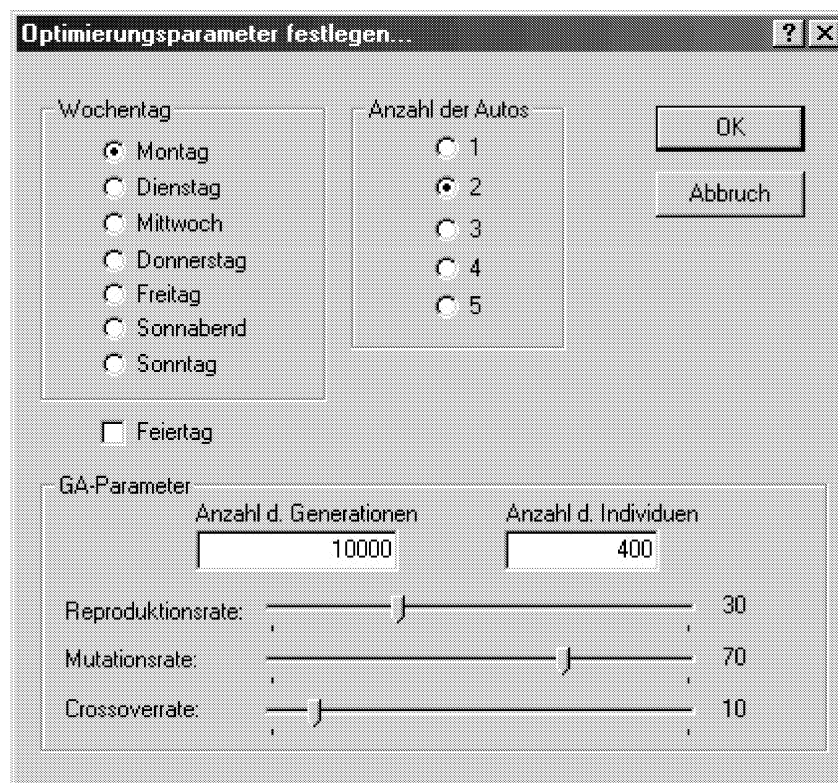 Optimierungsparameter festlegen...
Wochentag
Montag
Dienstag
Mittwoch
Donnerstag
Freitag
Sonnabend
Sonntag
Feiertag
Anzahl der Autos
1
2
3
4
5
OK
Abbruch
GA-Parameter
Anzahl d. Generationen
10000
Anzahl d. Individuen
400
Reproduktionsrate: 30
Mutationsrate: 70
Crossoverrate: 10